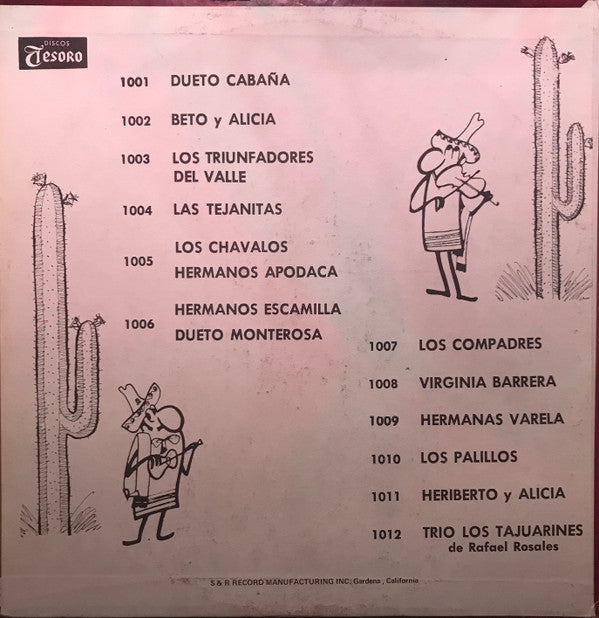 DISCOS
Tesoro
1001 DUETO CABAÑA
1002 BETO y ALICIA
1003 LOS TRIUNFADORES
DEL VALLE
1004 LAS TEJANITAS
1005 LOS CHAVALOS
HERMANOS APODACA
1006 HERMANOS ESCAMILLA
DUETO MONTEROSA
1007 LOS COMPADRES
1008 VIRGINIA BARRERA
1009 HERMANAS VARELA
1010 LOS PALILLOS
1011 HERIBERTO y ALICIA
1012 TRIO LOS TAJUARINES
de Rafael Rosales
S & R RECORD MANUFACTURING INC, Gardena, California